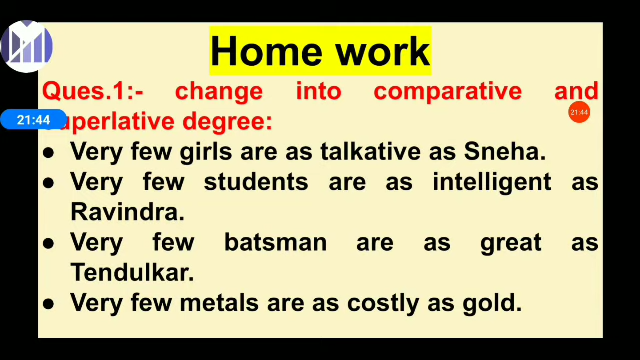 Home work
Ques.1:- change into comparative and
21:44
21:44
superlative degree:
● Very few girls are as talkative as Sneha.
● Very few students are as intelligent as
Ravindra.
● Very few batsman are as great as
Tendulkar.
● Very few metals are as costly as gold.